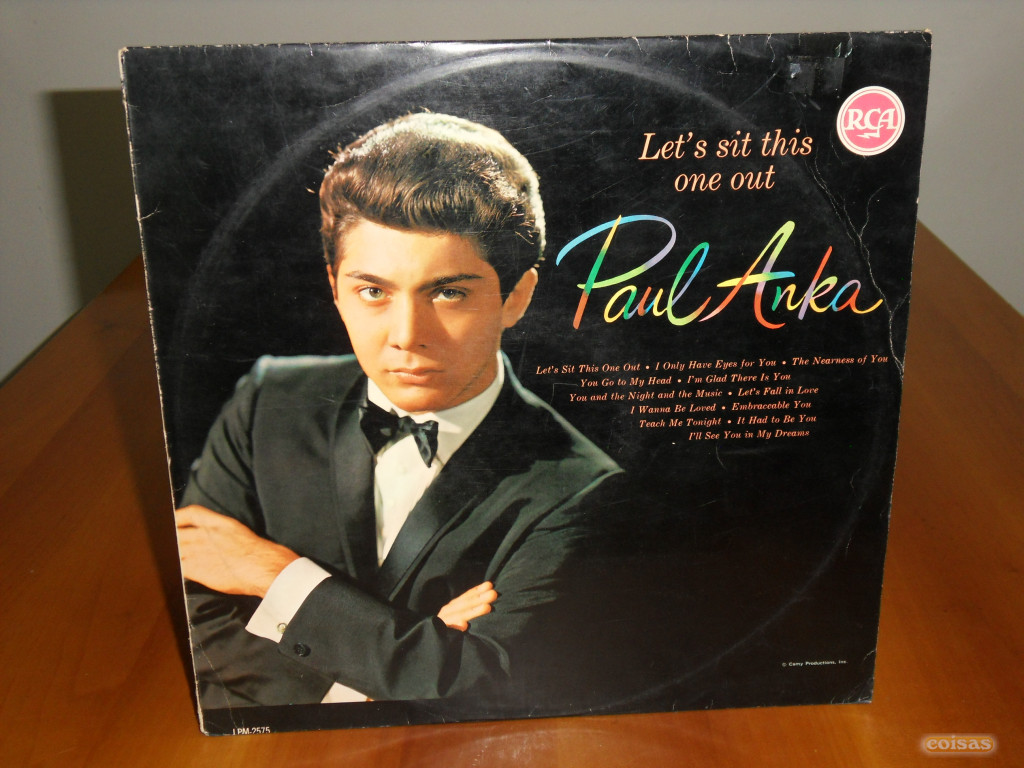 RCA
Let's sit this
one out
Paul Anka
Let's Sit This One Out • I Only Have Eyes for You • The Nearness of You
You Go to My Head • I'm Glad There Is You
You and the Night and the Music • Let's Fall in Love
I Wanna Be Loved • Embraceable You
Teach Me Tonight • It Had to Be You
I'll See You in My Dreams
© Camy Productions, Inc.
LPM-2575
coisas